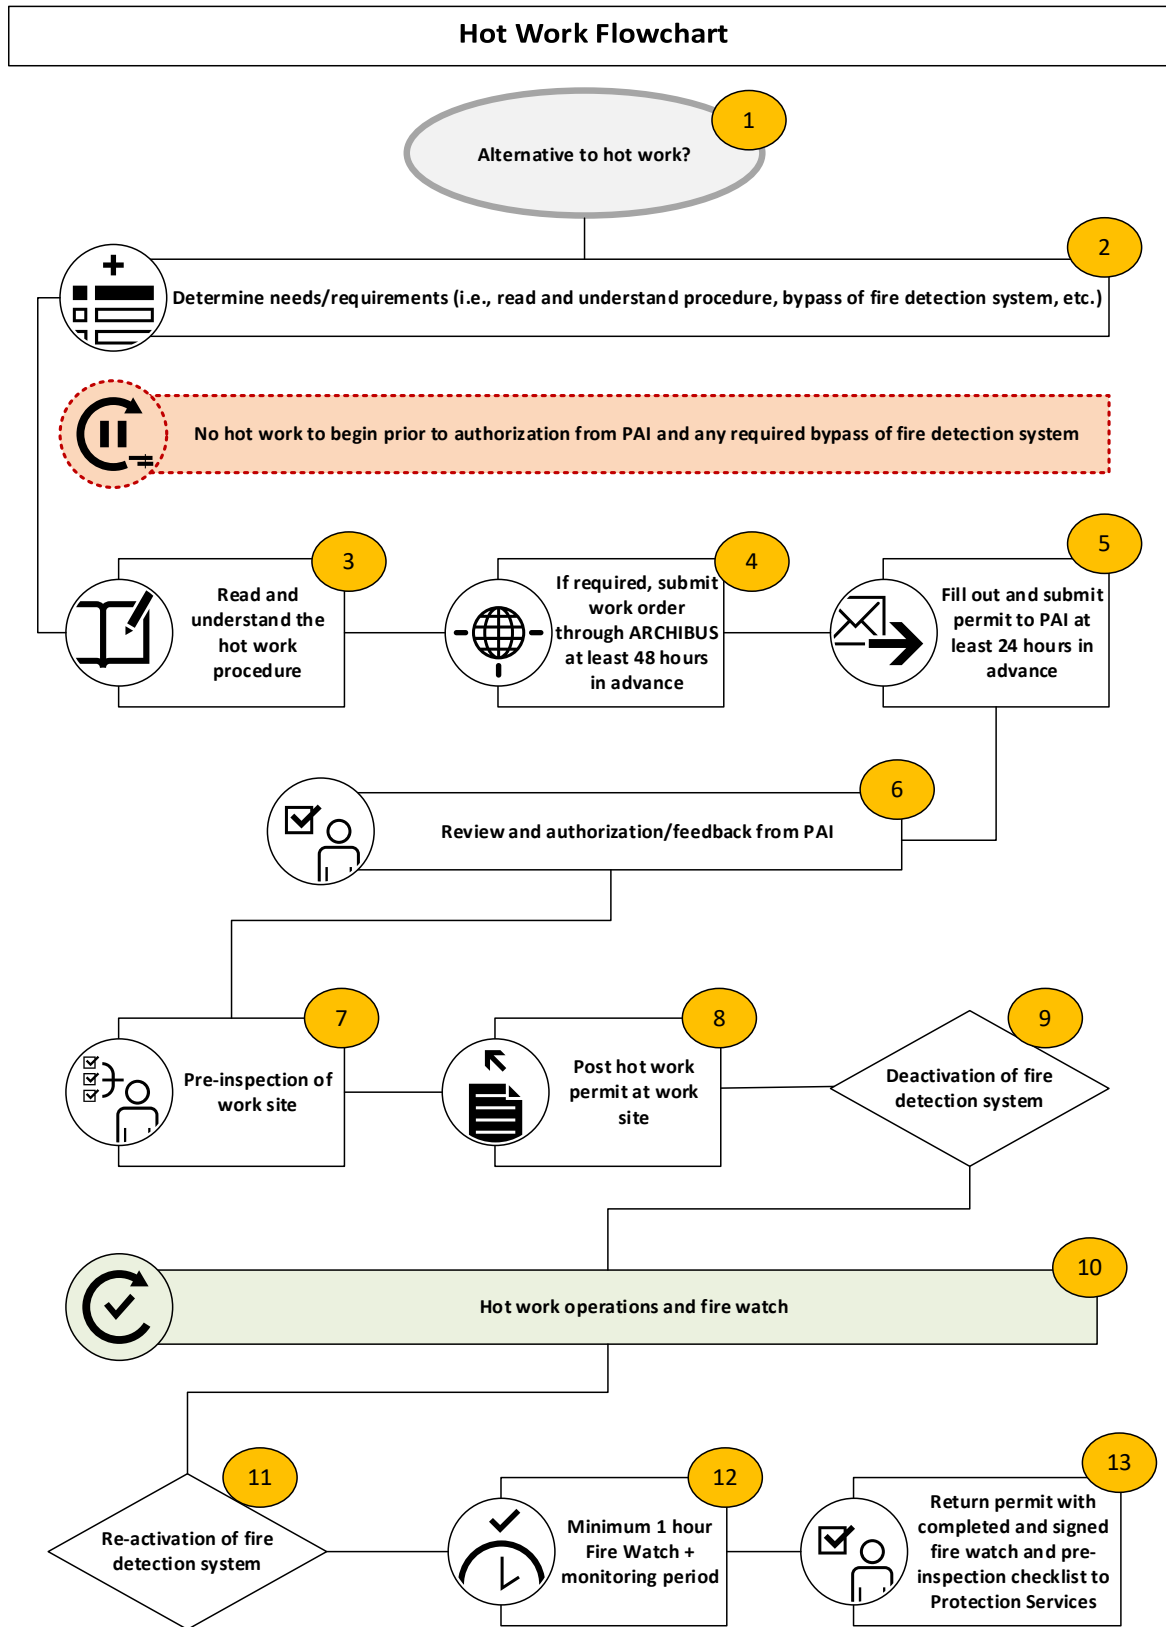 Hot Work Flowchart
1
Alternative to hot work?
2
Determine needs/requirements (i.e., read and understand procedure, bypass of fire detection system, etc.)
No hot work to begin prior to authorization from PAI and any required bypass of fire detection system
3
Read and
understand the
hot work
procedure
4
If required, submit
work order
through ARCHIBUS
at least 48 hours
in advance
5
Fill out and submit
permit to PAI at
least 24 hours in
advance
6
Review and authorization/feedback from PAI
7
Pre-inspection of
work site
8
Post hot work
permit at work
site
9
Deactivation of fire
detection system
10
Hot work operations and fire watch
11
Re-activation of fire
detection system
12
Minimum 1 hour
Fire Watch +
monitoring period
13
Return permit with
completed and signed
fire watch and pre-
inspection checklist to
Protection Services